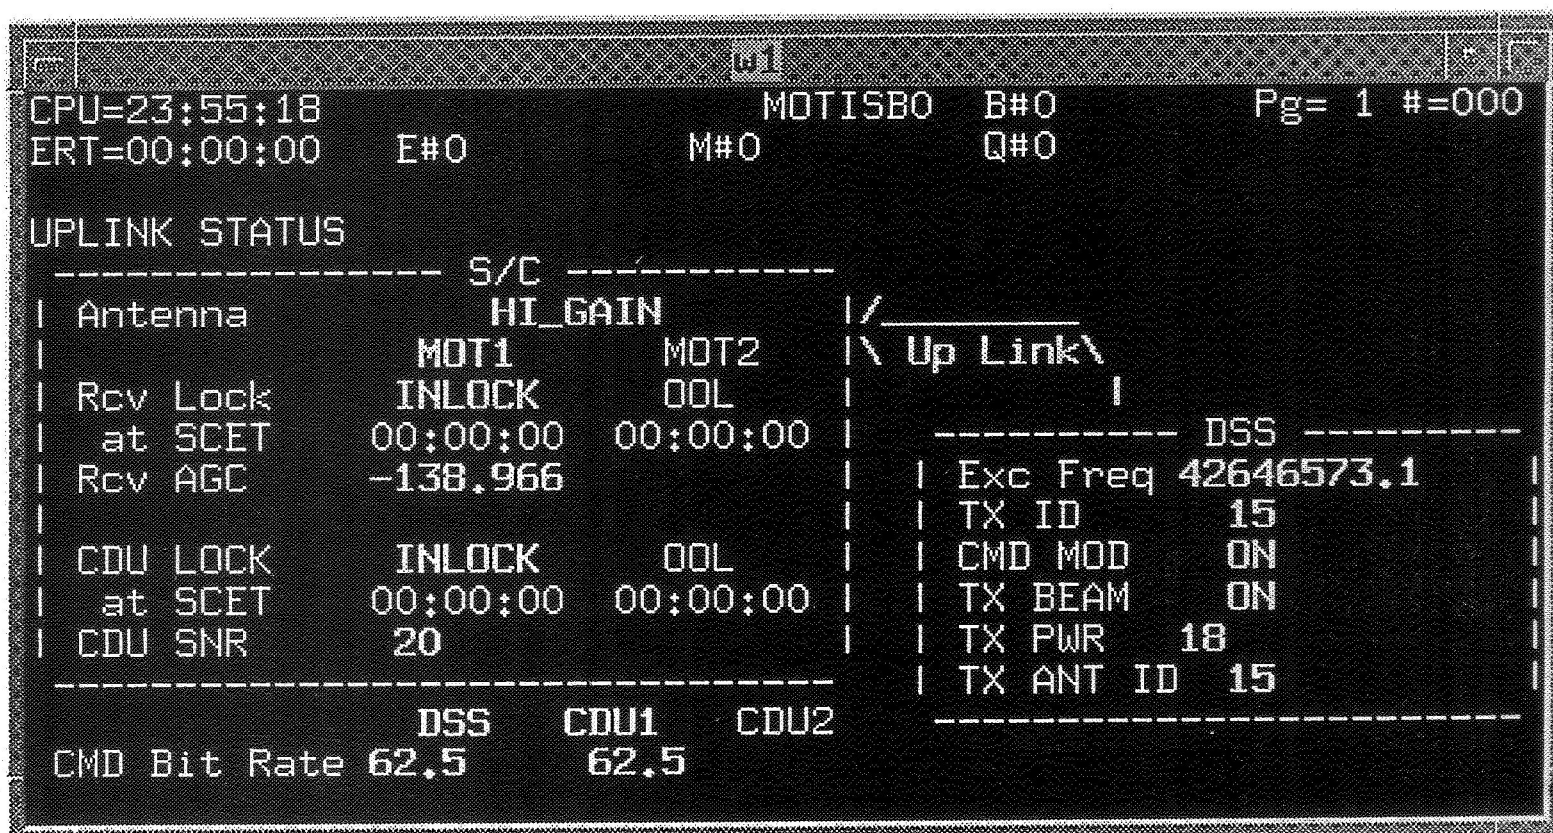 w1
CPU=23:55:18 MOTISBO B#0 Pg= 1 #=000
ERT=00:00:00 E#0 M#0 Q#0
UPLINK STATUS
---------------- S/C -----------
| Antenna HI_GAIN |/________
| MOT1 MOT2 |\ Up Link\
| Rcv Lock INLOCK OOL | |
| at SCET 00:00:00 00:00:00 | ---------- DSS ---------
| Rcv AGC -138.966 | | Exc Freq 42646573.1 |
| | | TX ID 15 |
| CDU LOCK INLOCK OOL | | CMD MOD ON |
| at SCET 00:00:00 00:00:00 | | TX BEAM ON |
| CDU SNR 20 | | TX PWR 18 |
-------------------------------- | TX ANT ID 15 |
DSS CDU1 CDU2 ------------------------
CMD Bit Rate 62.5 62.5